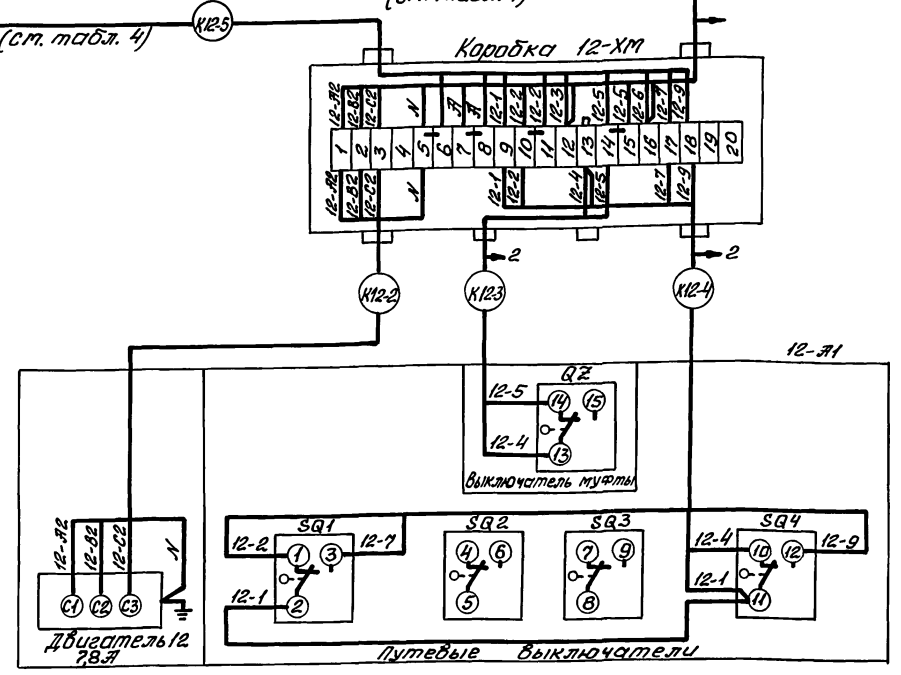 (см. табл. 4)
К12-5
Коробка 12-ХМ
12-А2 12-В2 12-С2 N А А 12-1 12-2 12-2 12-3 12-5 12-5 12-6 12-7 12-9
1 2 3 4 5 6 7 8 9 10 11 12 13 14 15 16 17 18 19 20
12-А2 12-В2 12-С2 N 12-1 12-2 12-4 12-5 12-7 12-9
2 2
К12-2 К12-3 К12-4
12-А1
QZ
12-5 14 15
12-4 13
Выключатель муфты
SQ1 SQ2 SQ3 SQ4
12-А2 12-В2 12-С2 N
12-2 1 3 12-7 4 6 7 9 12-4 10 12 12-9
12-1 2 5 8 12-1 11
С1 С2 С3
Двигатель 12
7,8А
Путевые выключатели